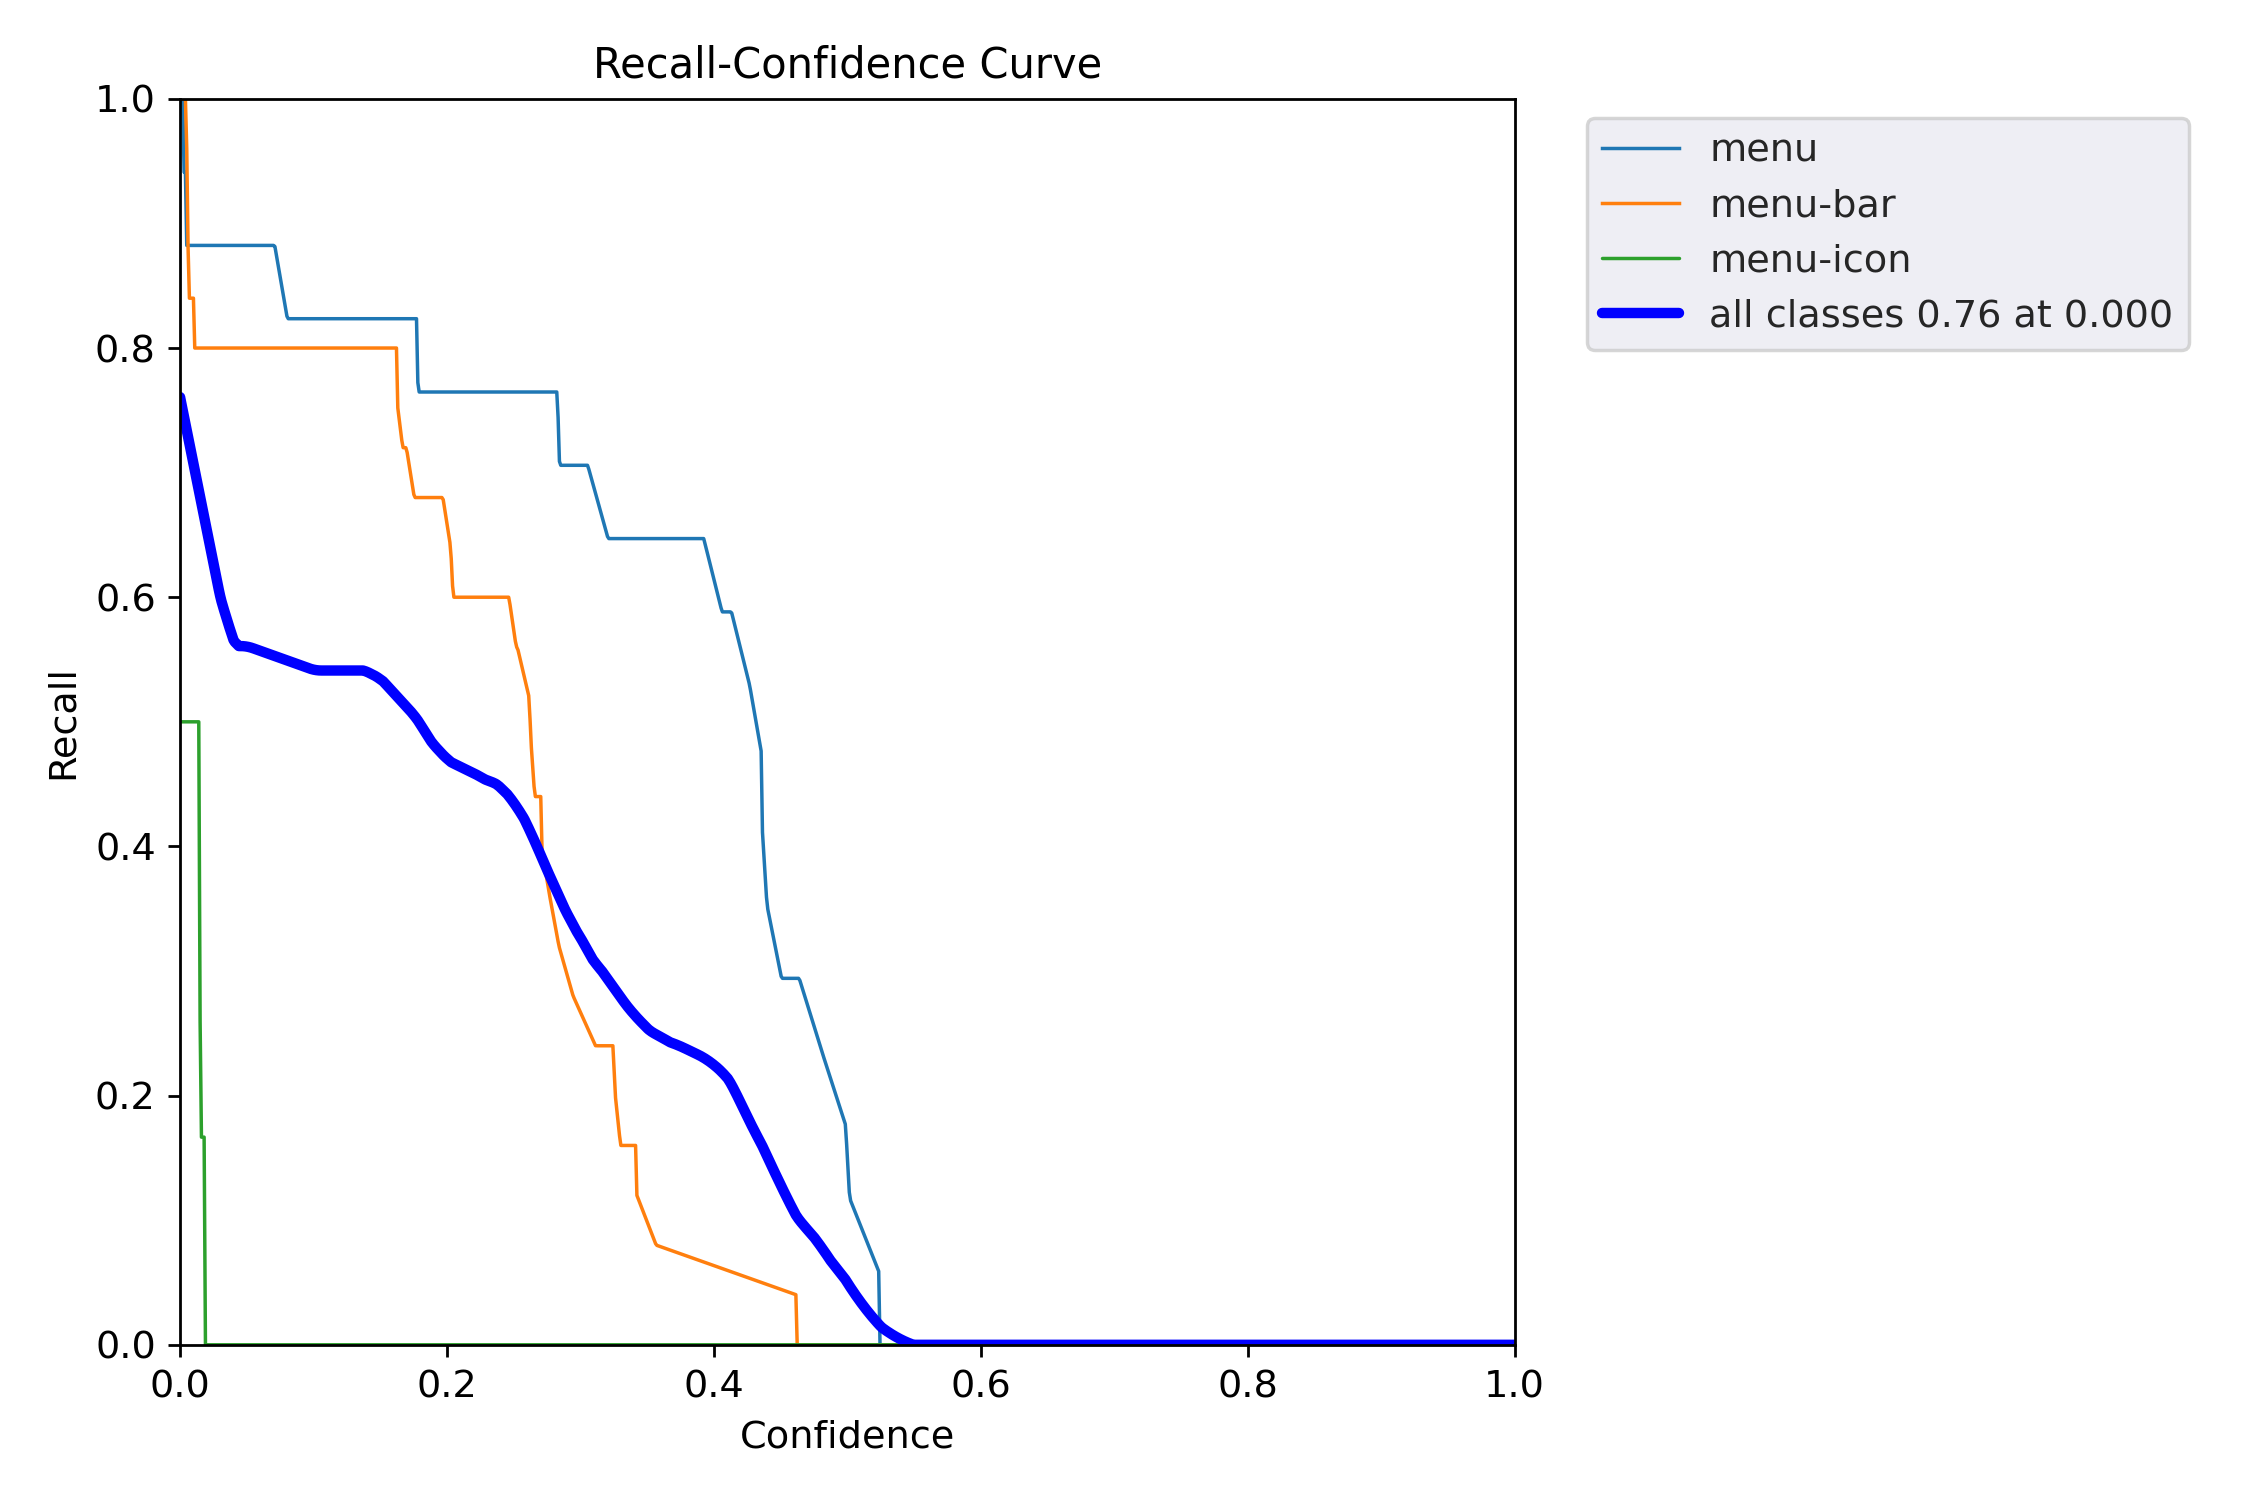 Recall-Confidence Curve
1.0
0.8
0.6
0.4
0.2
0.0
Recall
0.0 0.2 0.4 0.6 0.8 1.0
Confidence
menu
menu-bar
menu-icon
all classes 0.76 at 0.000